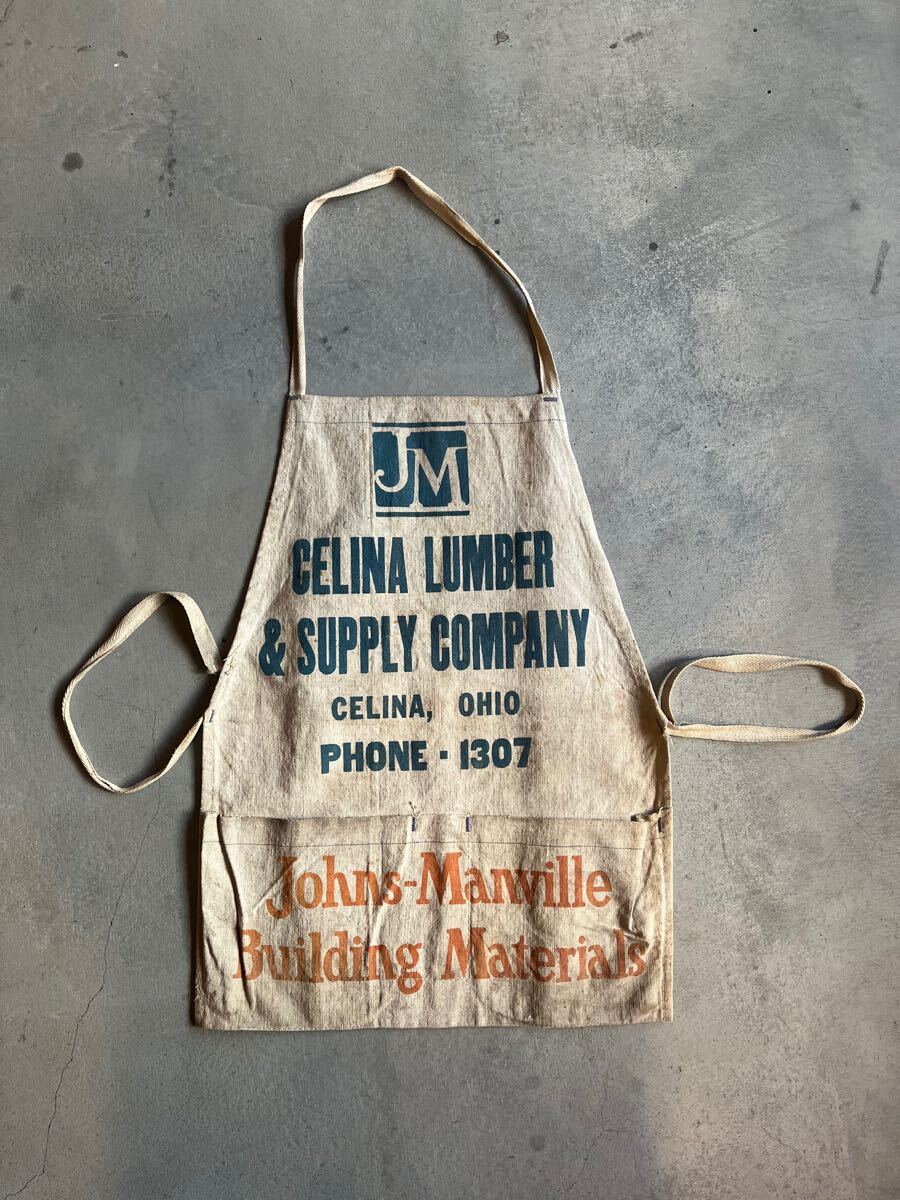 JM
CELINA LUMBER
& SUPPLY COMPANY
CELINA, OHIO
PHONE · 1307
Johns-Manville
Building Materials